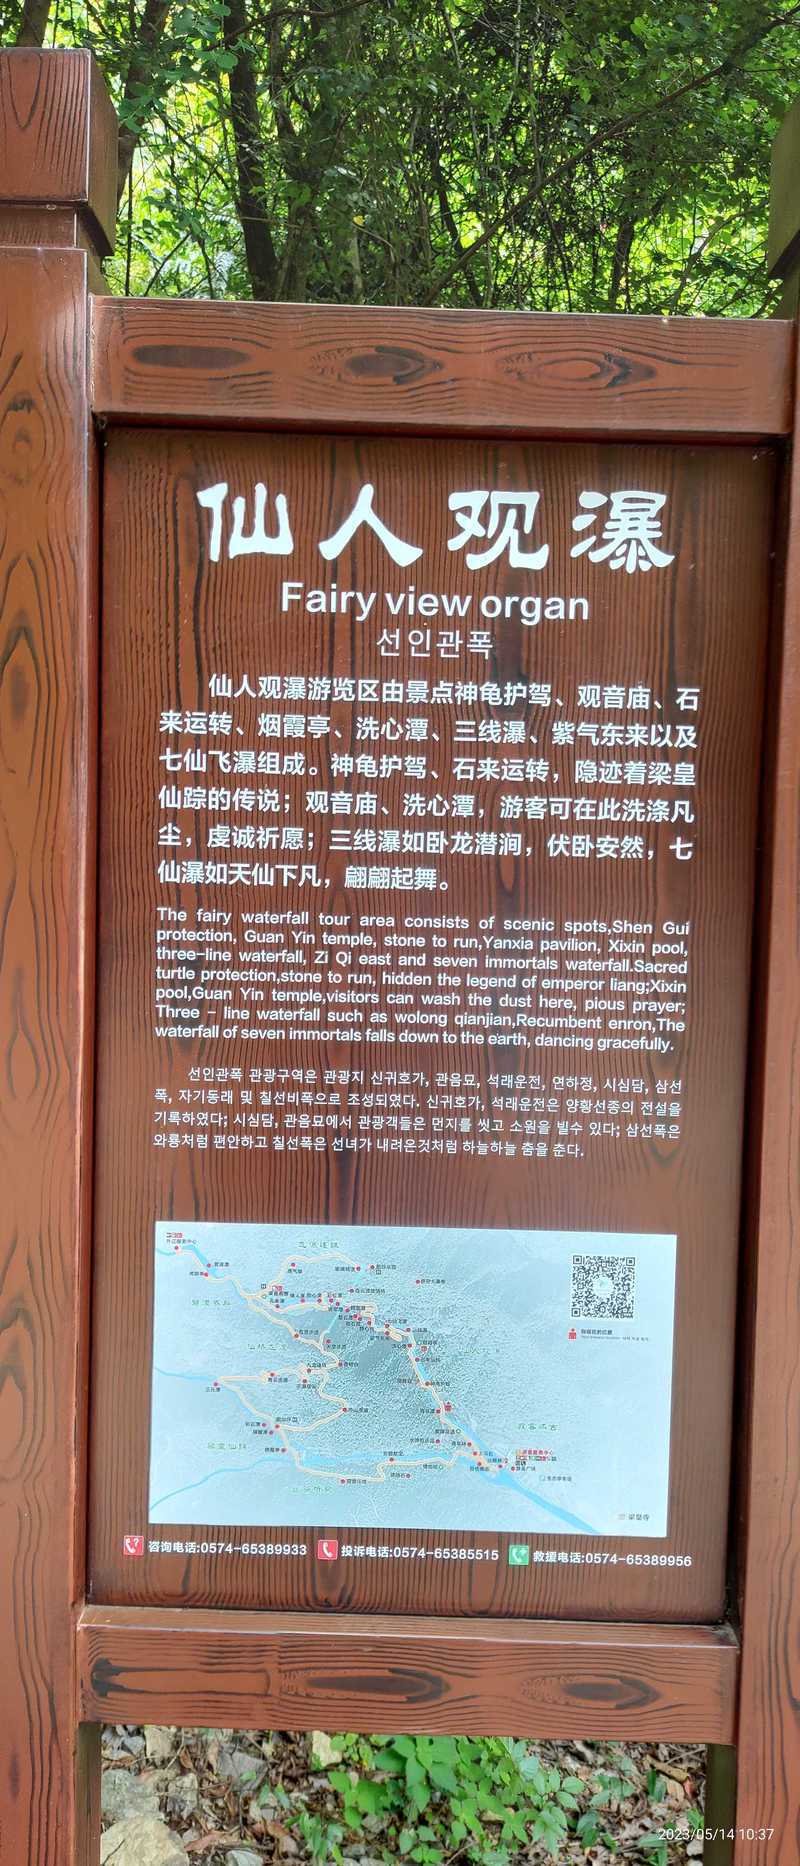 仙人观瀑
Fairy view organ
선인관폭
仙人观瀑游览区由景点神龟护驾、观音庙、石
来运转、烟霞亭、洗心潭、三线瀑、紫气东来以及
七仙飞瀑组成。神龟护驾、石来运转，隐迹着梁皇
仙踪的传说；观音庙、洗心潭，游客可在此洗涤凡
尘，虔诚祈愿；三线瀑如卧龙潜涧，伏卧安然，七
仙瀑如天仙下凡，翩翩起舞。
The fairy waterfall tour area consists of scenic spots,Shen Gui
protection, Guan Yin temple, stone to run,Yanxia pavilion, Xixin pool,
three-line waterfall, Zi Qi east and seven immortals waterfall.Sacred
turtle protection,stone to run, hidden the legend of emperor liang;Xixin
pool,Guan Yin temple,visitors can wash the dust here, pious prayer;
Three - line waterfall such as wolong qianjian,Recumbent enron,The
waterfall of seven immortals falls down to the earth, dancing gracefully.
선인관폭 관광구역은 관광지 신귀호가, 관음묘, 석래운전, 연하정, 시심담, 삼선
폭, 자기동래 및 칠선비폭으로 조성되였다. 신귀호가, 석래운전은 양황선종의 전설을
기록하였다; 시심담, 관음묘에서 관광객들은 먼지를 씻고 소원을 빌수 있다; 삼선폭은
와룡처럼 편안하고 칠선폭은 선녀가 내려온것처럼 하늘하늘 춤을 춘다.
咨询电话:0574-65389933
投诉电话:0574-65385515
救援电话:0574-65389956
2023/05/14 10:37